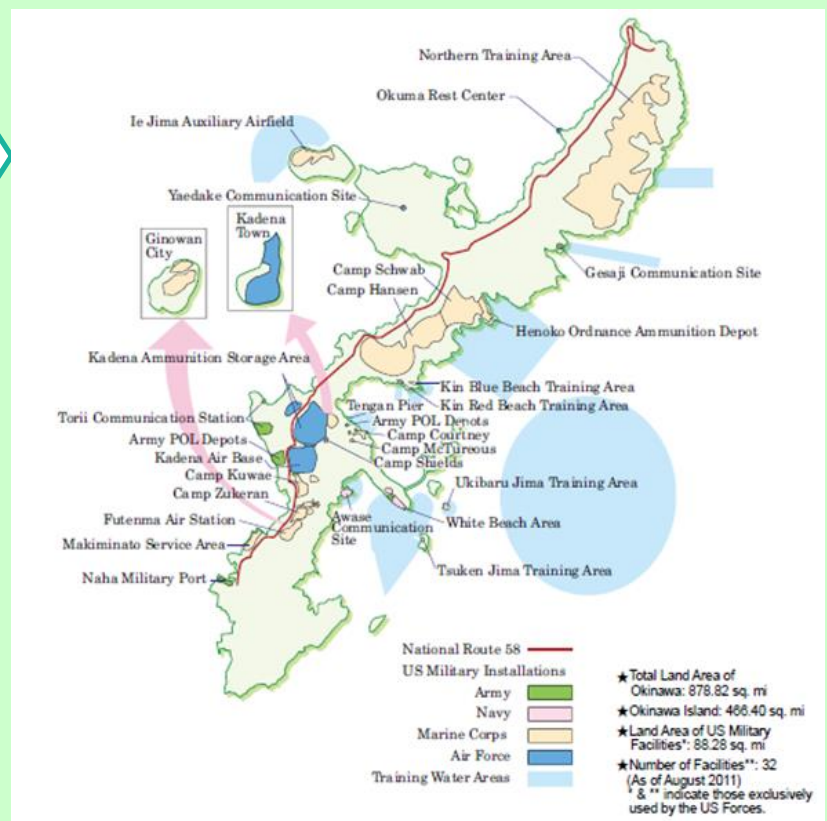 Northern Training Area
Okuma Rest Center
Ie Jima Auxiliary Airfield
Yaedake Communication Site
Kadena
Town
Ginowan
City
Camp Schwab
Camp Hansen
Gesaji Communication Site
Henoko Ordnance Ammunition Depot
Kadena Ammunition Storage Area
Kin Blue Beach Training Area
Kin Red Beach Training Area
Tengan Pier
Army POL Depots
Camp Courtney
Camp McTureous
Camp Shields
Torii Communication Station
Army POL Depots
Kadena Air Base
Camp Kuwae
Camp Zukeran
Futenma Air Station
Makiminato Service Area
Naha Military Port
Awase
Communication
Site
Ukibaru Jima Training Area
White Beach Area
Tsuken Jima Training Area
National Route 58
US Military Installations
Army
Navy
Marine Corps
Air Force
Training Water Areas
★Total Land Area of
Okinawa: 878.82 sq. mi
★Okinawa Island: 466.40 sq. mi
★Land Area of US Military
Facilities*: 88.28 sq. mi
★Number of Facilities**: 32
(As of August 2011)
* & ** indicate those exclusively
used by the US Forces.